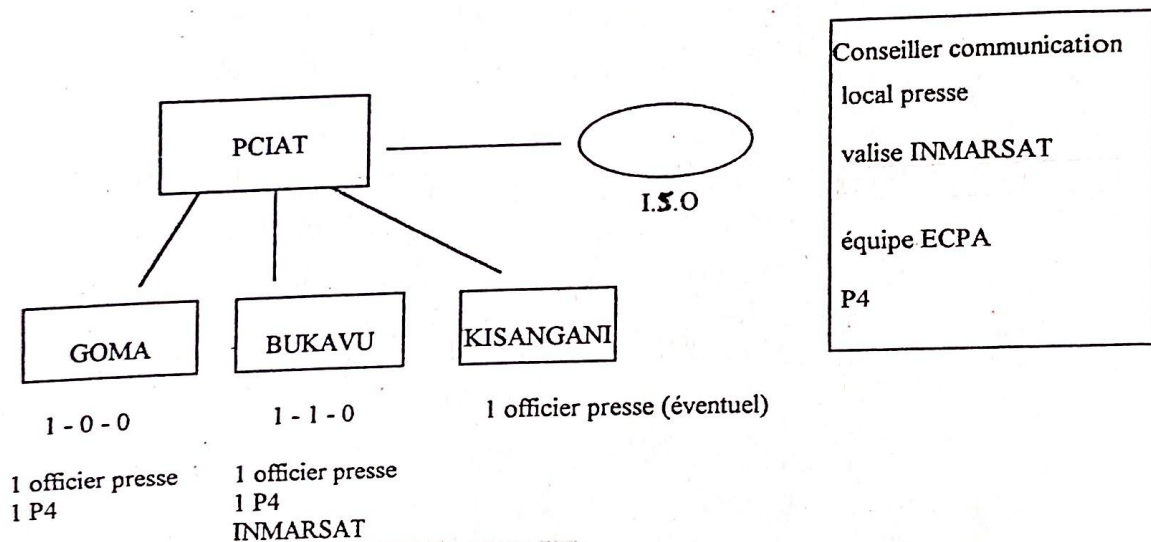 PCIAT
I.5.O
Conseiller communication
local presse
valise INMARSAT
équipe ECPA
P4
GOMA
BUKAVU
KISANGANI
1 - 0 - 0
1 - 1 - 0
1 officier presse (éventuel)
1 officier presse
1 P4
1 officier presse
1 P4
INMARSAT